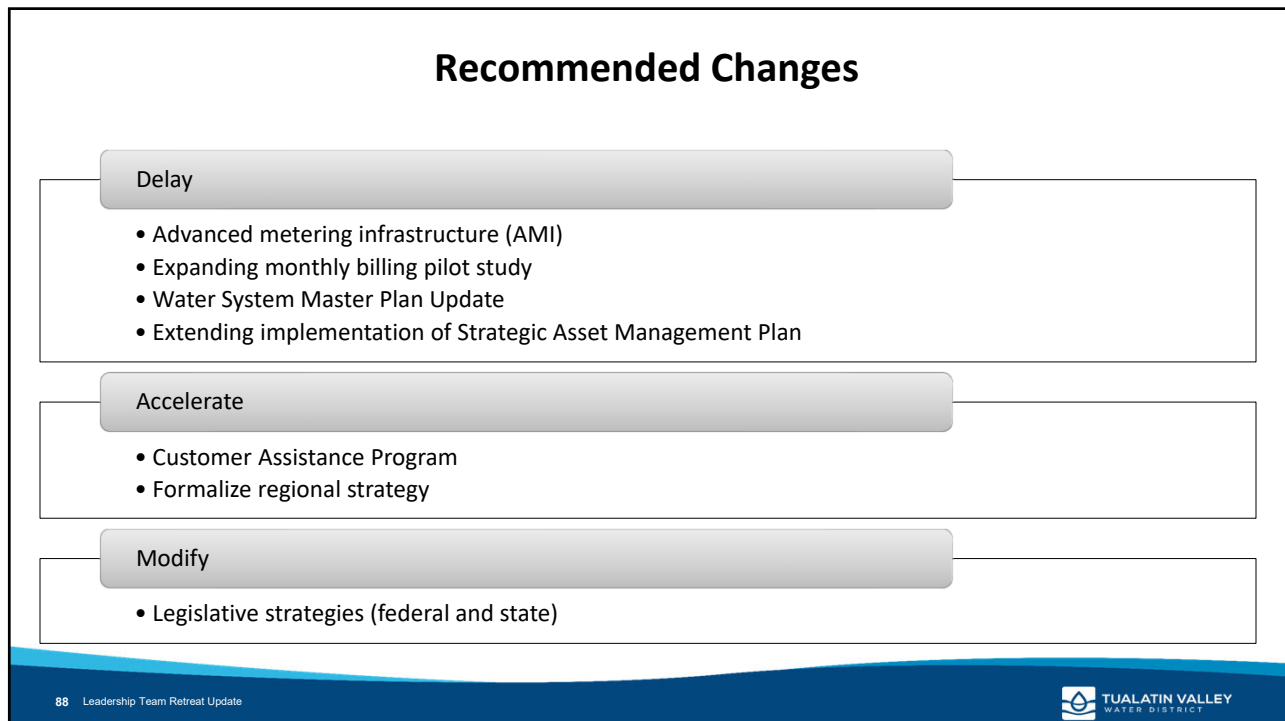 Recommended Changes
Delay
• Advanced metering infrastructure (AMI)
• Expanding monthly billing pilot study
• Water System Master Plan Update
• Extending implementation of Strategic Asset Management Plan
Accelerate
• Customer Assistance Program
• Formalize regional strategy
Modify
• Legislative strategies (federal and state)
88 Leadership Team Retreat Update
TUALATIN VALLEY
WATER DISTRICT